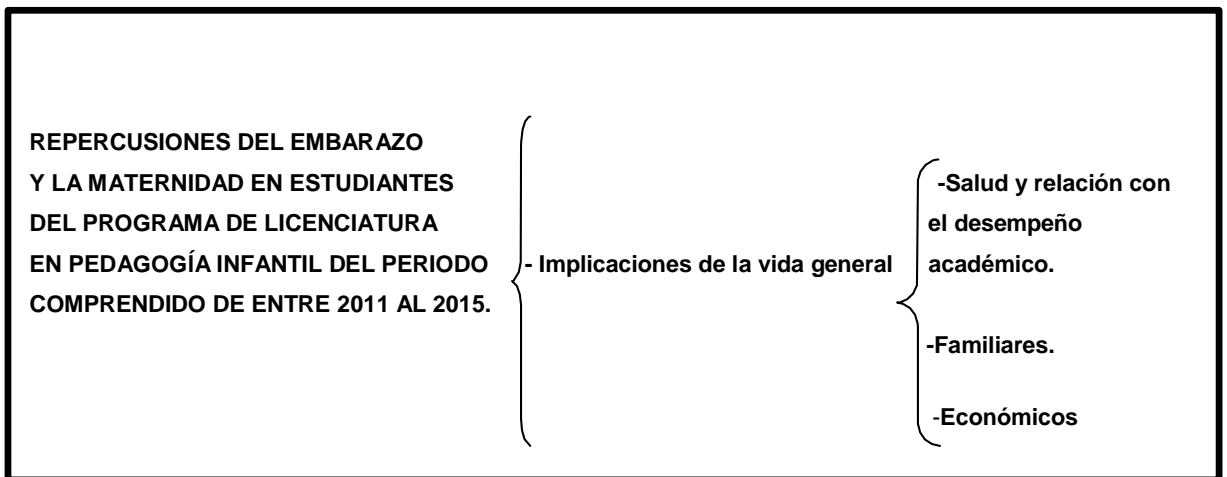 REPERCUSIONES DEL EMBARAZO
Y LA MATERNIDAD EN ESTUDIANTES
DEL PROGRAMA DE LICENCIATURA
EN PEDAGOGÍA INFANTIL DEL PERIODO
COMPRENDIDO DE ENTRE 2011 AL 2015.
- Implicaciones de la vida general
-Salud y relación con
el desempeño
académico.
-Familiares.
-Económicos